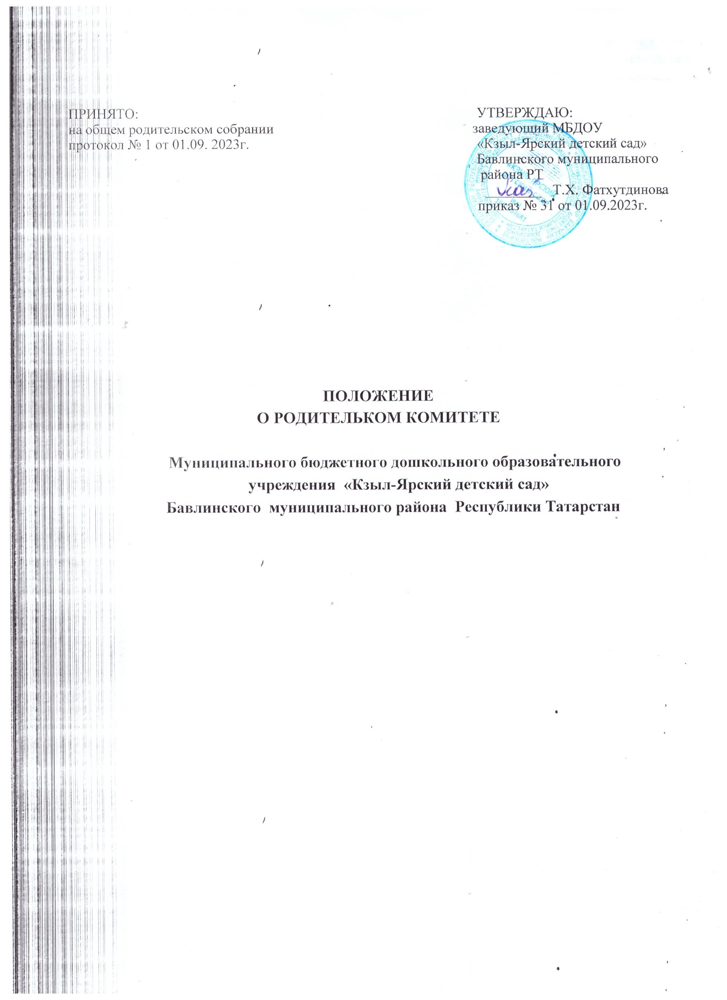 ПРИНЯТО:
на общем родительском собрании
протокол № 1 от 01.09. 2023г.
УТВЕРЖДАЮ:
заведующий МБДОУ
«Кзыл-Ярский детский сад»
Бавлинского муниципального
района РТ
Т.Х. Фатхутдинова
приказ № 31 от 01.09.2023г.
ПОЛОЖЕНИЕ
О РОДИТЕЛЬКОМ КОМИТЕТЕ
Муниципального бюджетного дошкольного образовательного
учреждения «Кзыл-Ярский детский сад»
Бавлинского муниципального района Республики Татарстан